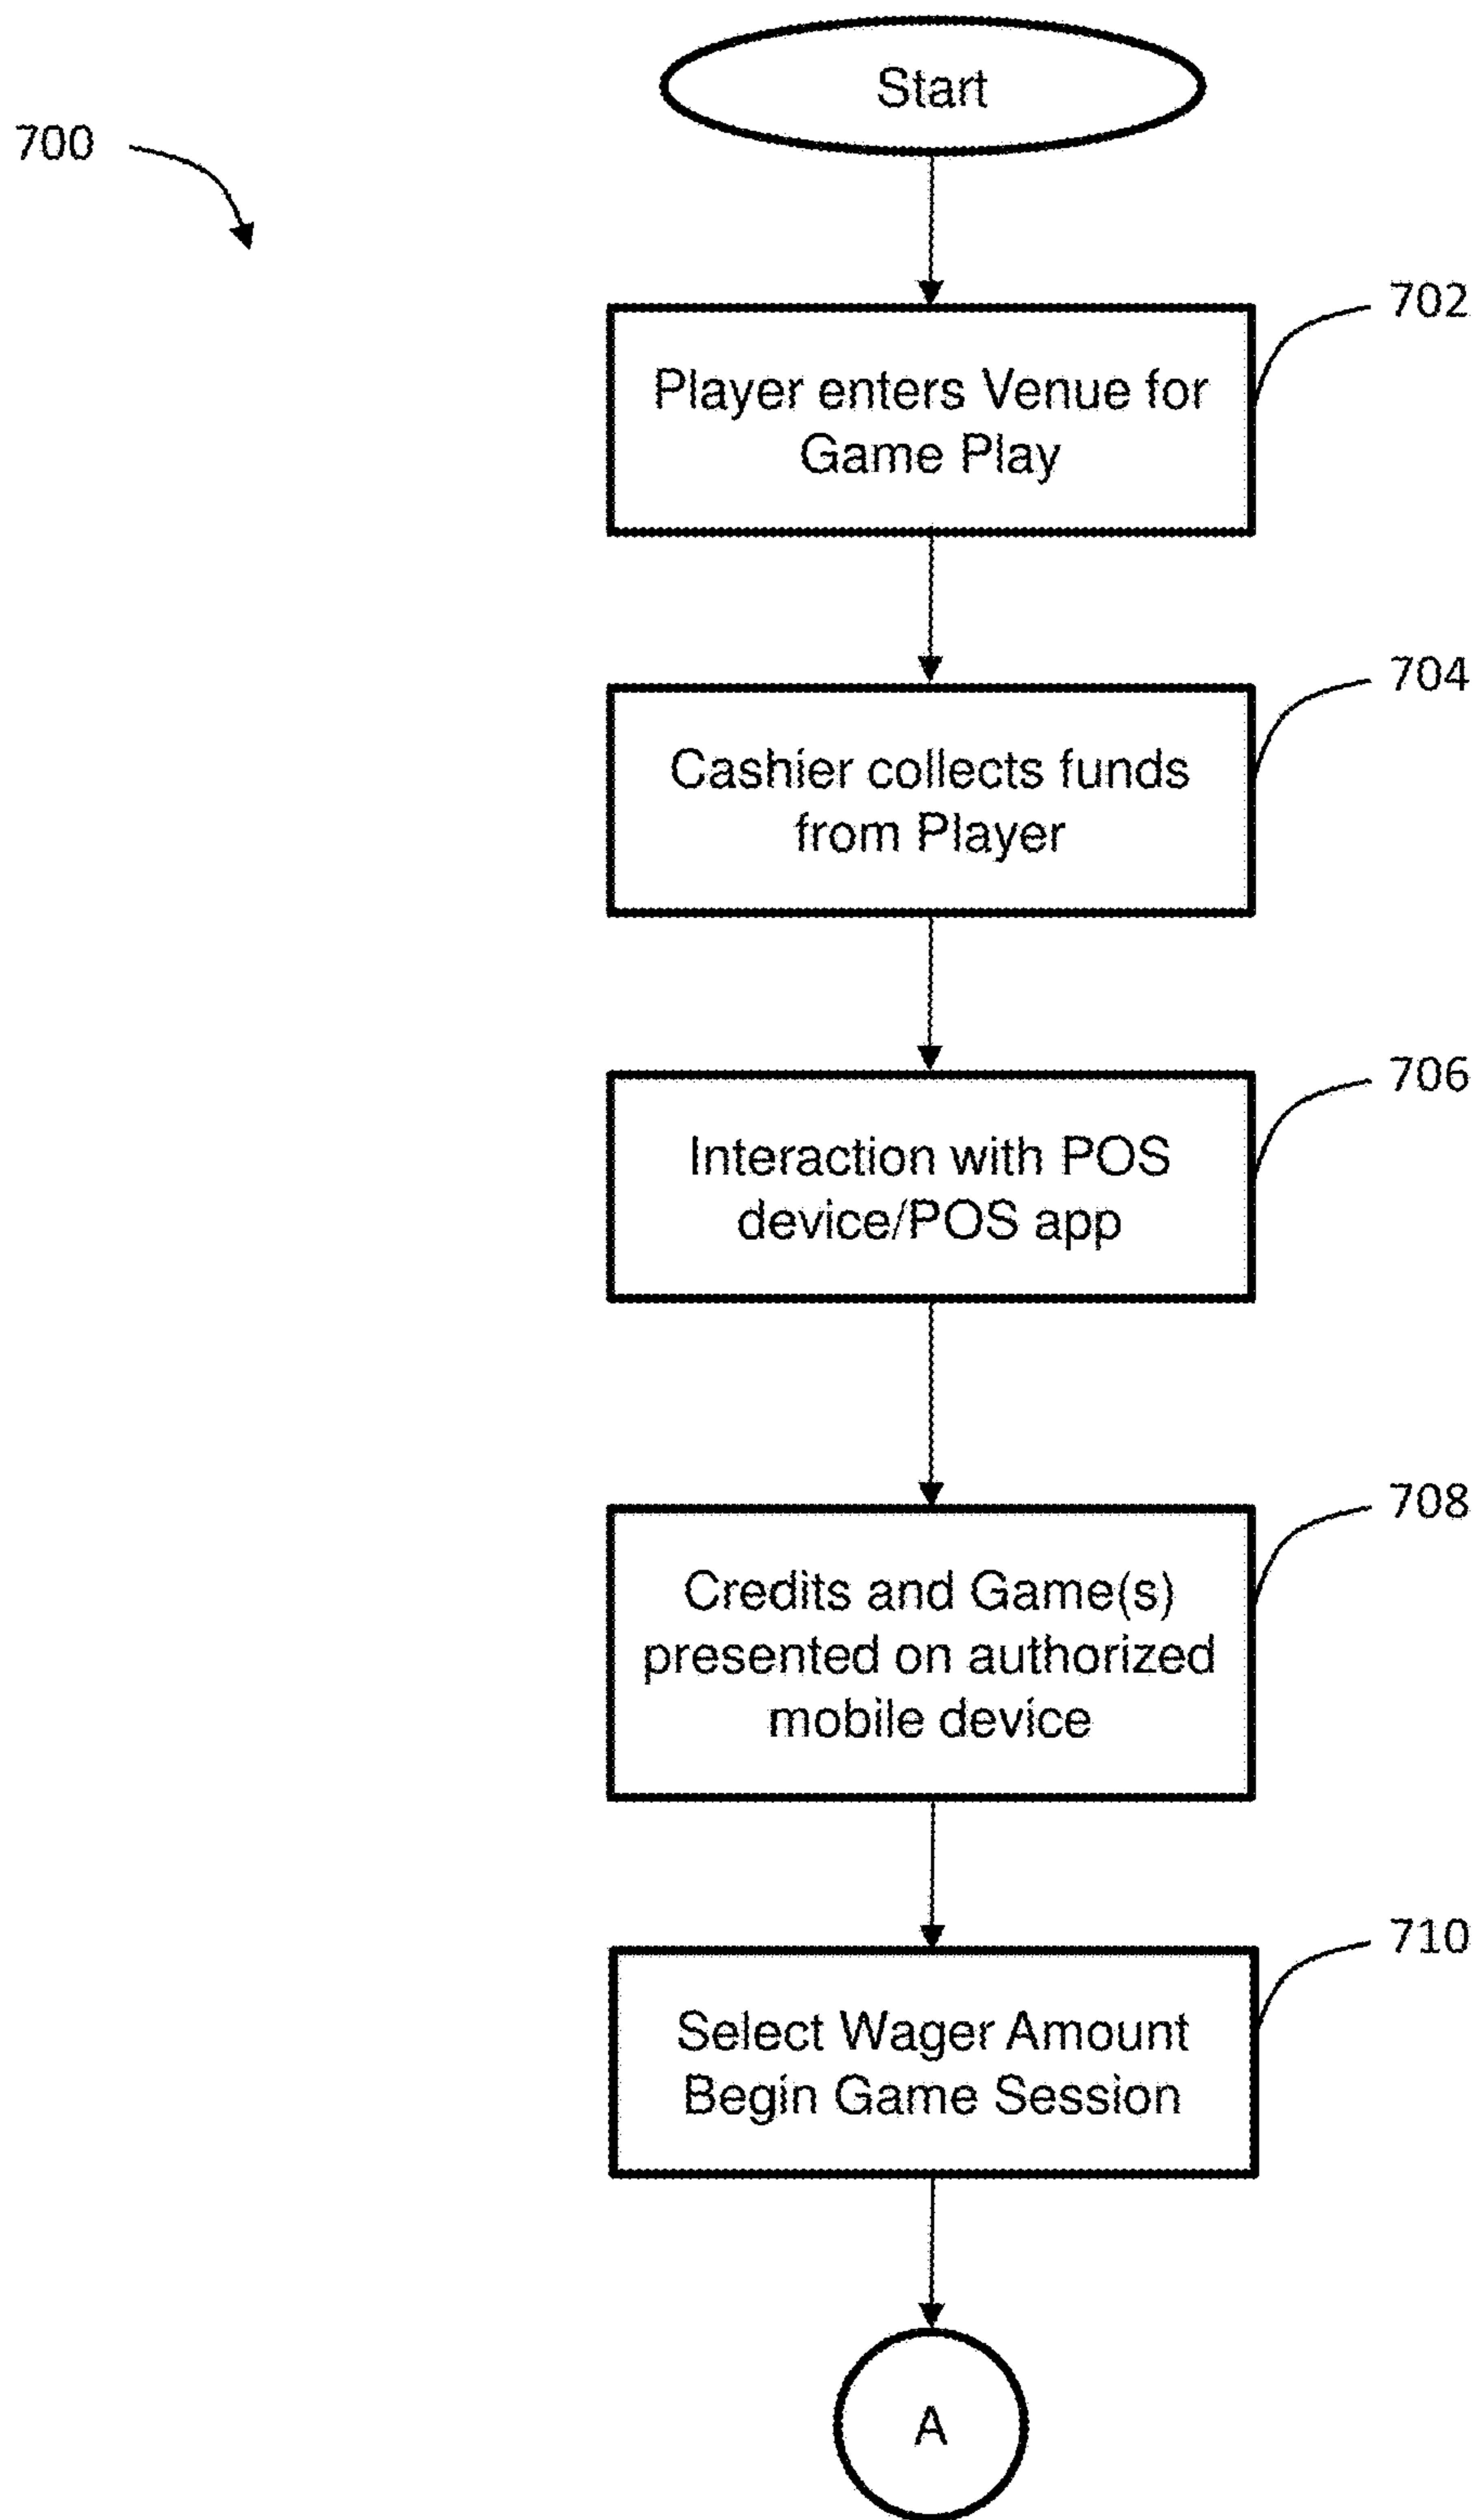 Start
700
702
Player enters Venue for
Game Play
704
Cashier collects funds
from Player
706
Interaction with POS
device/POS app
708
Credits and Game(s)
presented on authorized
mobile device
710
Select Wager Amount
Begin Game Session
A